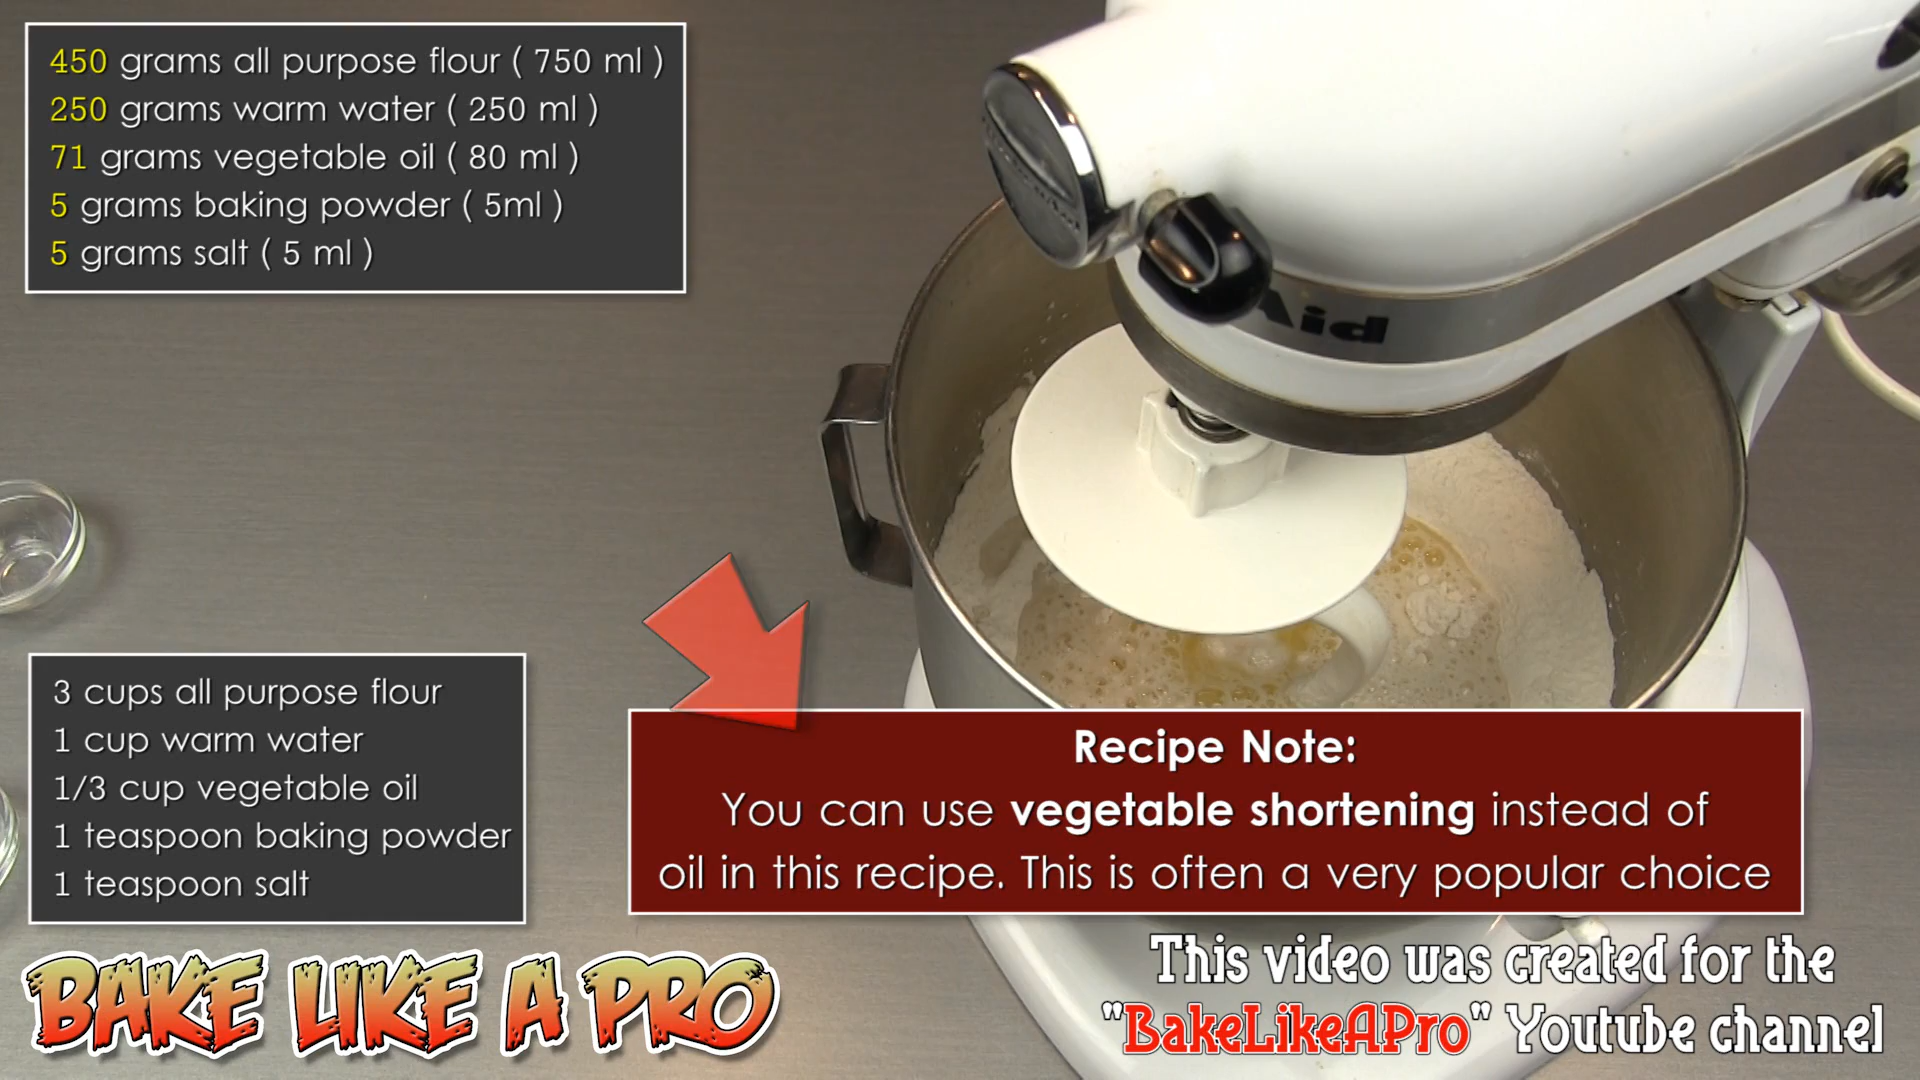 450 grams all purpose flour ( 750 ml )
250 grams warm water ( 250 ml )
71 grams vegetable oil ( 80 ml )
5 grams baking powder ( 5ml )
5 grams salt ( 5 ml )
Aid
3 cups all purpose flour
1 cup warm water
1/3 cup vegetable oil
1 teaspoon baking powder
1 teaspoon salt
Recipe Note:
You can use vegetable shortening instead of
oil in this recipe. This is often a very popular choice
BAKE LIKE A PRO
This video was created for the
"BakeLikeAPro" Youtube channel